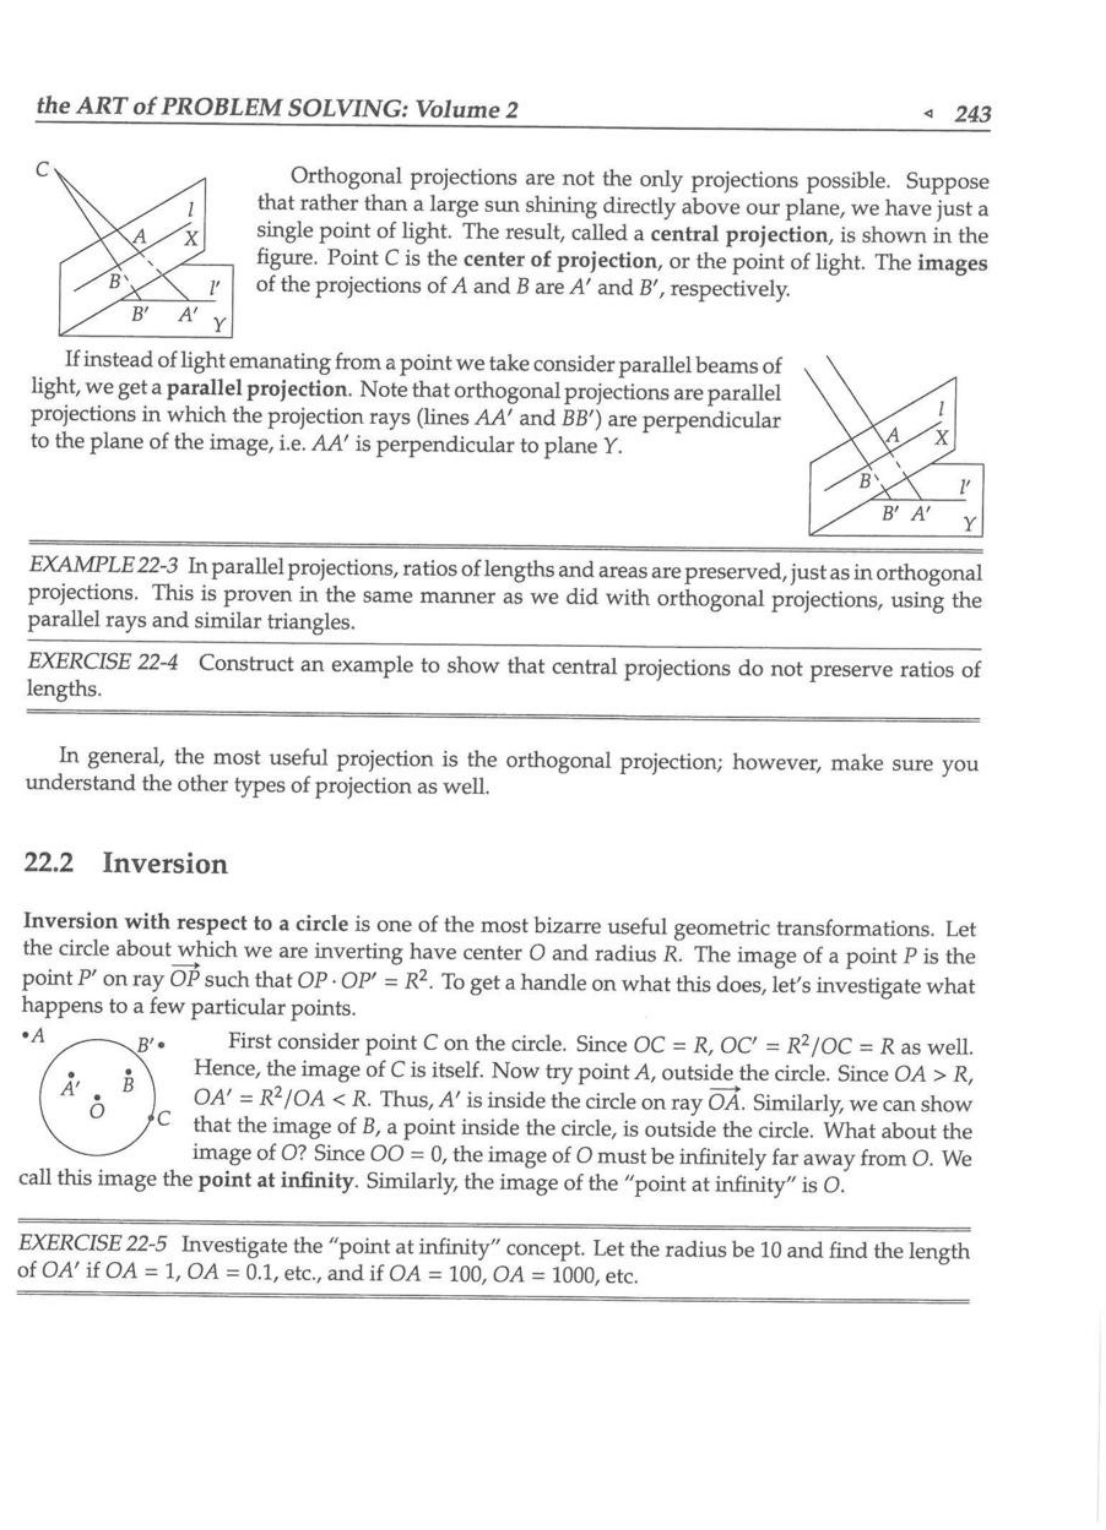 the ART of PROBLEM SOLVING: Volume 2 ◃ 243
C
l
A X
B l'
B' A' Y
Orthogonal projections are not the only projections possible. Suppose
that rather than a large sun shining directly above our plane, we have just a
single point of light. The result, called a central projection, is shown in the
figure. Point C is the center of projection, or the point of light. The images
of the projections of A and B are A' and B', respectively.
If instead of light emanating from a point we take consider parallel beams of
light, we get a parallel projection. Note that orthogonal projections are parallel
projections in which the projection rays (lines AA' and BB') are perpendicular
to the plane of the image, i.e. AA' is perpendicular to plane Y.
l
A X
B l'
B' A' Y
EXAMPLE 22-3 In parallel projections, ratios of lengths and areas are preserved, just as in orthogonal
projections. This is proven in the same manner as we did with orthogonal projections, using the
parallel rays and similar triangles.
EXERCISE 22-4 Construct an example to show that central projections do not preserve ratios of
lengths.
In general, the most useful projection is the orthogonal projection; however, make sure you
understand the other types of projection as well.
22.2 Inversion
Inversion with respect to a circle is one of the most bizarre useful geometric transformations. Let
the circle about which we are inverting have center O and radius R. The image of a point P is the
point P' on ray OP such that OP · OP' = R². To get a handle on what this does, let's investigate what
happens to a few particular points.
A B'
A' B
O
C
First consider point C on the circle. Since OC = R, OC' = R²/OC = R as well.
Hence, the image of C is itself. Now try point A, outside the circle. Since OA > R,
OA' = R²/OA < R. Thus, A' is inside the circle on ray OA. Similarly, we can show
that the image of B, a point inside the circle, is outside the circle. What about the
image of O? Since OO = 0, the image of O must be infinitely far away from O. We
call this image the point at infinity. Similarly, the image of the "point at infinity" is O.
EXERCISE 22-5 Investigate the "point at infinity" concept. Let the radius be 10 and find the length
of OA' if OA = 1, OA = 0.1, etc., and if OA = 100, OA = 1000, etc.